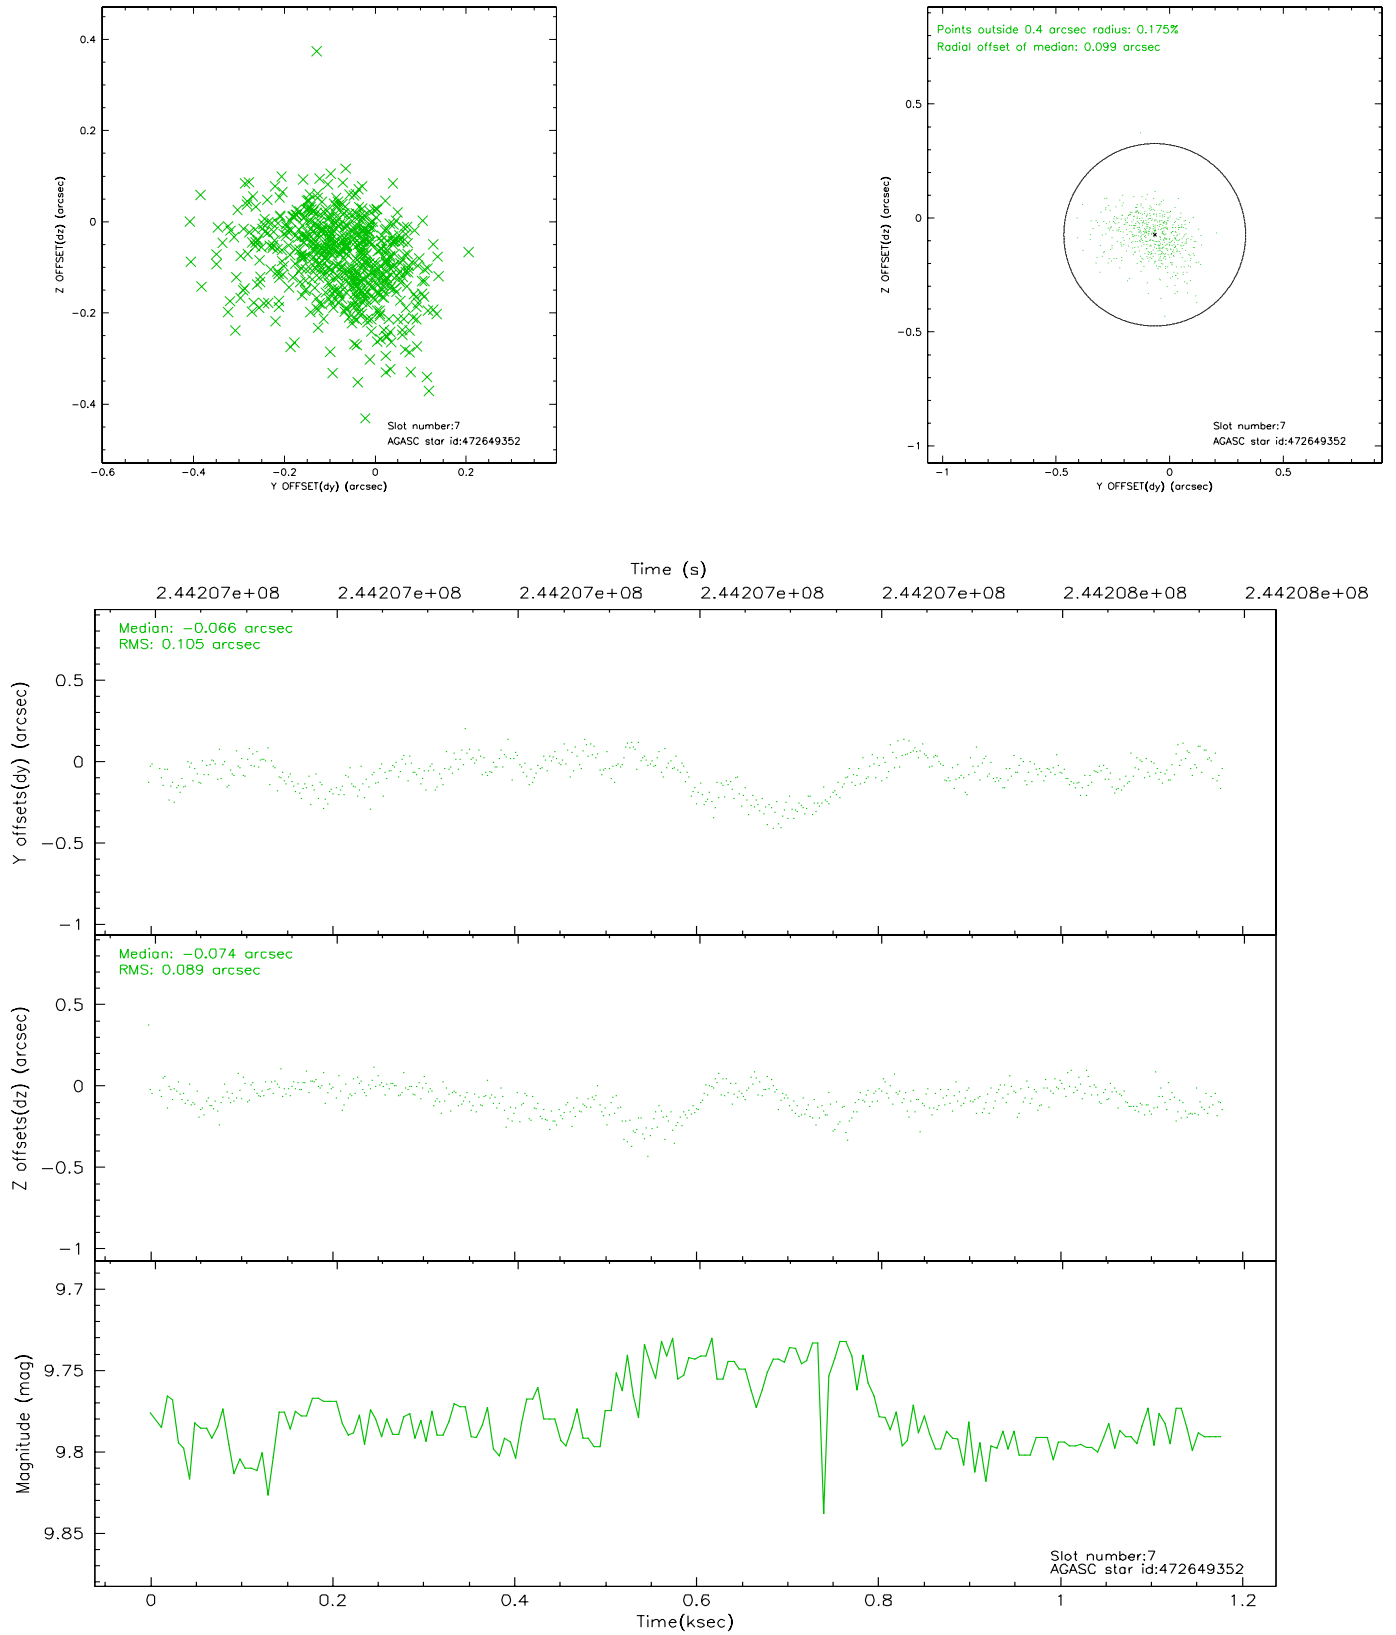 0.4
0.2
0
−0.2
−0.4
Z OFFSET(dz) (arcsec)
Slot number:7
AGASC star id:472649352
−0.6 −0.4 −0.2 0 0.2
Y OFFSET(dy) (arcsec)
Points outside 0.4 arcsec radius: 0.175%
Radial offset of median: 0.099 arcsec
0.5
0
−0.5
−1
Z OFFSET(dz) (arcsec)
Slot number:7
AGASC star id:472649352
−1 −0.5 0 0.5
Y OFFSET(dy) (arcsec)
Time (s)
2.44207e+08 2.44207e+08 2.44207e+08 2.44207e+08 2.44207e+08 2.44208e+08 2.44208e+08
Median: −0.066 arcsec
RMS: 0.105 arcsec
0.5
0
−0.5
−1
Y offsets(dy) (arcsec)
Median: −0.074 arcsec
RMS: 0.089 arcsec
0.5
0
−0.5
−1
Z offsets(dz) (arcsec)
9.7
9.75
9.8
9.85
Magnitude (mag)
Slot number:7
AGASC star id:472649352
0 0.2 0.4 0.6 0.8 1 1.2
Time(ksec)